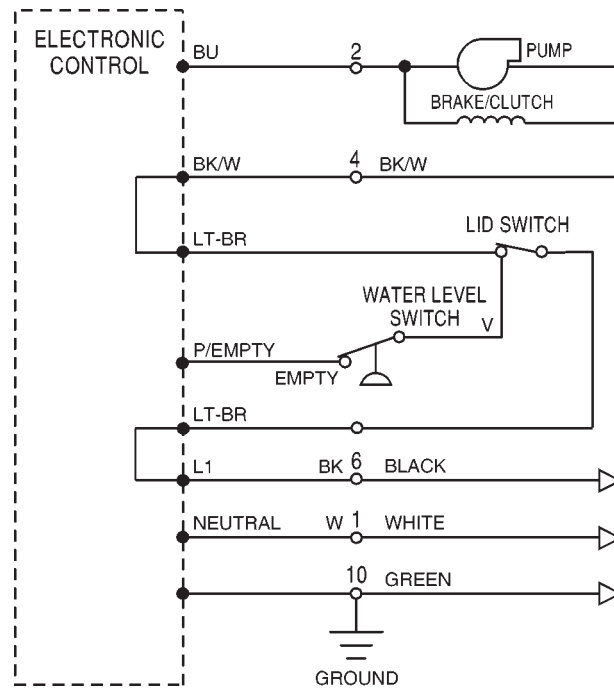 ELECTRONIC
CONTROL
BU
2
PUMP
BRAKE/CLUTCH
BK/W
4
BK/W
LT-BR
LID SWITCH
WATER LEVEL
SWITCH
V
P/EMPTY
EMPTY
LT-BR
L1
BK
6
BLACK
NEUTRAL
W
1
WHITE
10
GREEN
GROUND